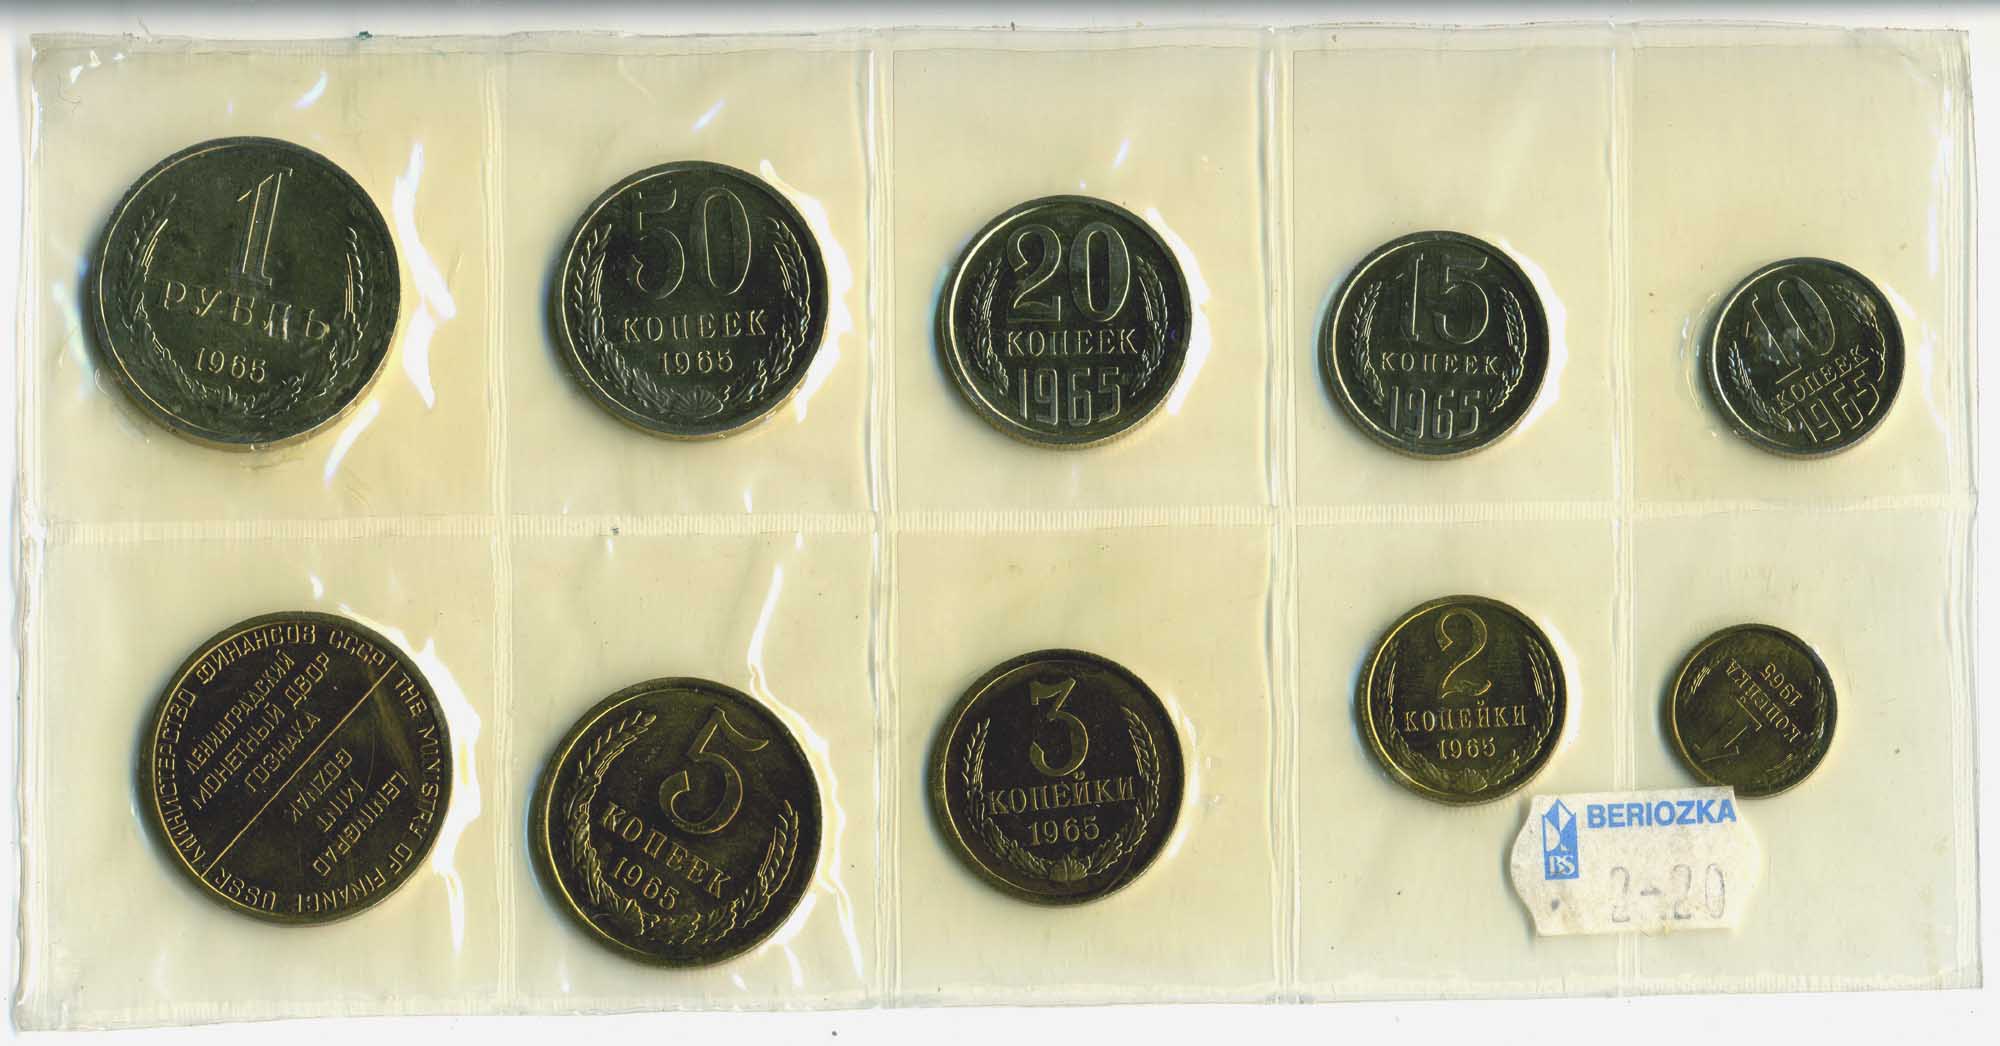 1
РУБЛЬ
1965
50
КОПЕЕК
1965
20
КОПЕЕК
1965
15
КОПЕЕК
1965
10
КОПЕЕК
1965
МИНИСТЕРСТВО ФИНАНСОВ СССР
ЛЕНИНГРАДСКИЙ
МОНЕТНЫЙ ДВОР
ГОЗНАКА
THE MINISTRY OF FINANCE USSR
LENINGRAD
MINT
GOZNAK
5
КОПЕЕК
1965
3
КОПЕЙКИ
1965
2
КОПЕЙКИ
1965
1
КОПЕЙКА
1965
BERIOZKA
BS
2-20